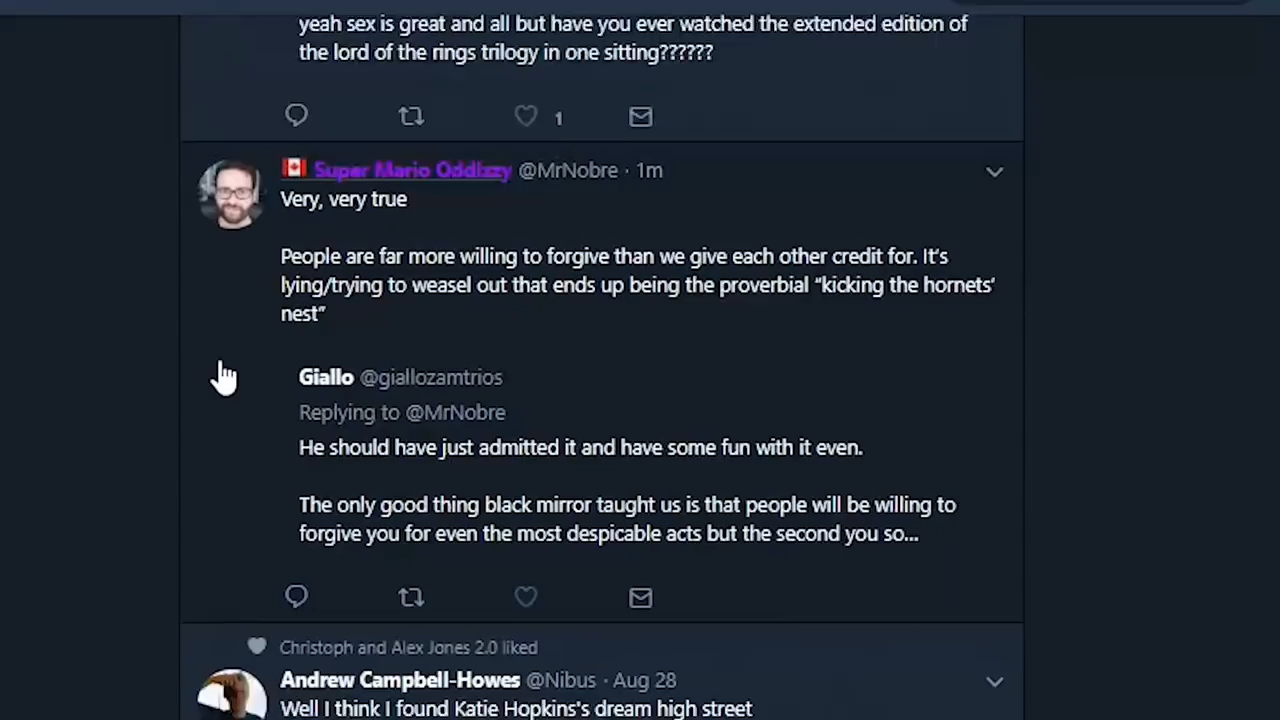 yeah sex is great and all but have you ever watched the extended edition of
the lord of the rings trilogy in one sitting??????
1
Super Mario Oddizzy @MrNobre · 1m
Very, very true
People are far more willing to forgive than we give each other credit for. It's
lying/trying to weasel out that ends up being the proverbial “kicking the hornets’
nest”
Giallo @giallozamtrios
Replying to @MrNobre
He should have just admitted it and have some fun with it even.
The only good thing black mirror taught us is that people will be willing to
forgive you for even the most despicable acts but the second you so...
Christoph and Alex Jones 2.0 liked
Andrew Campbell-Howes @Nibus · Aug 28
Well I think I found Katie Hopkins's dream high street